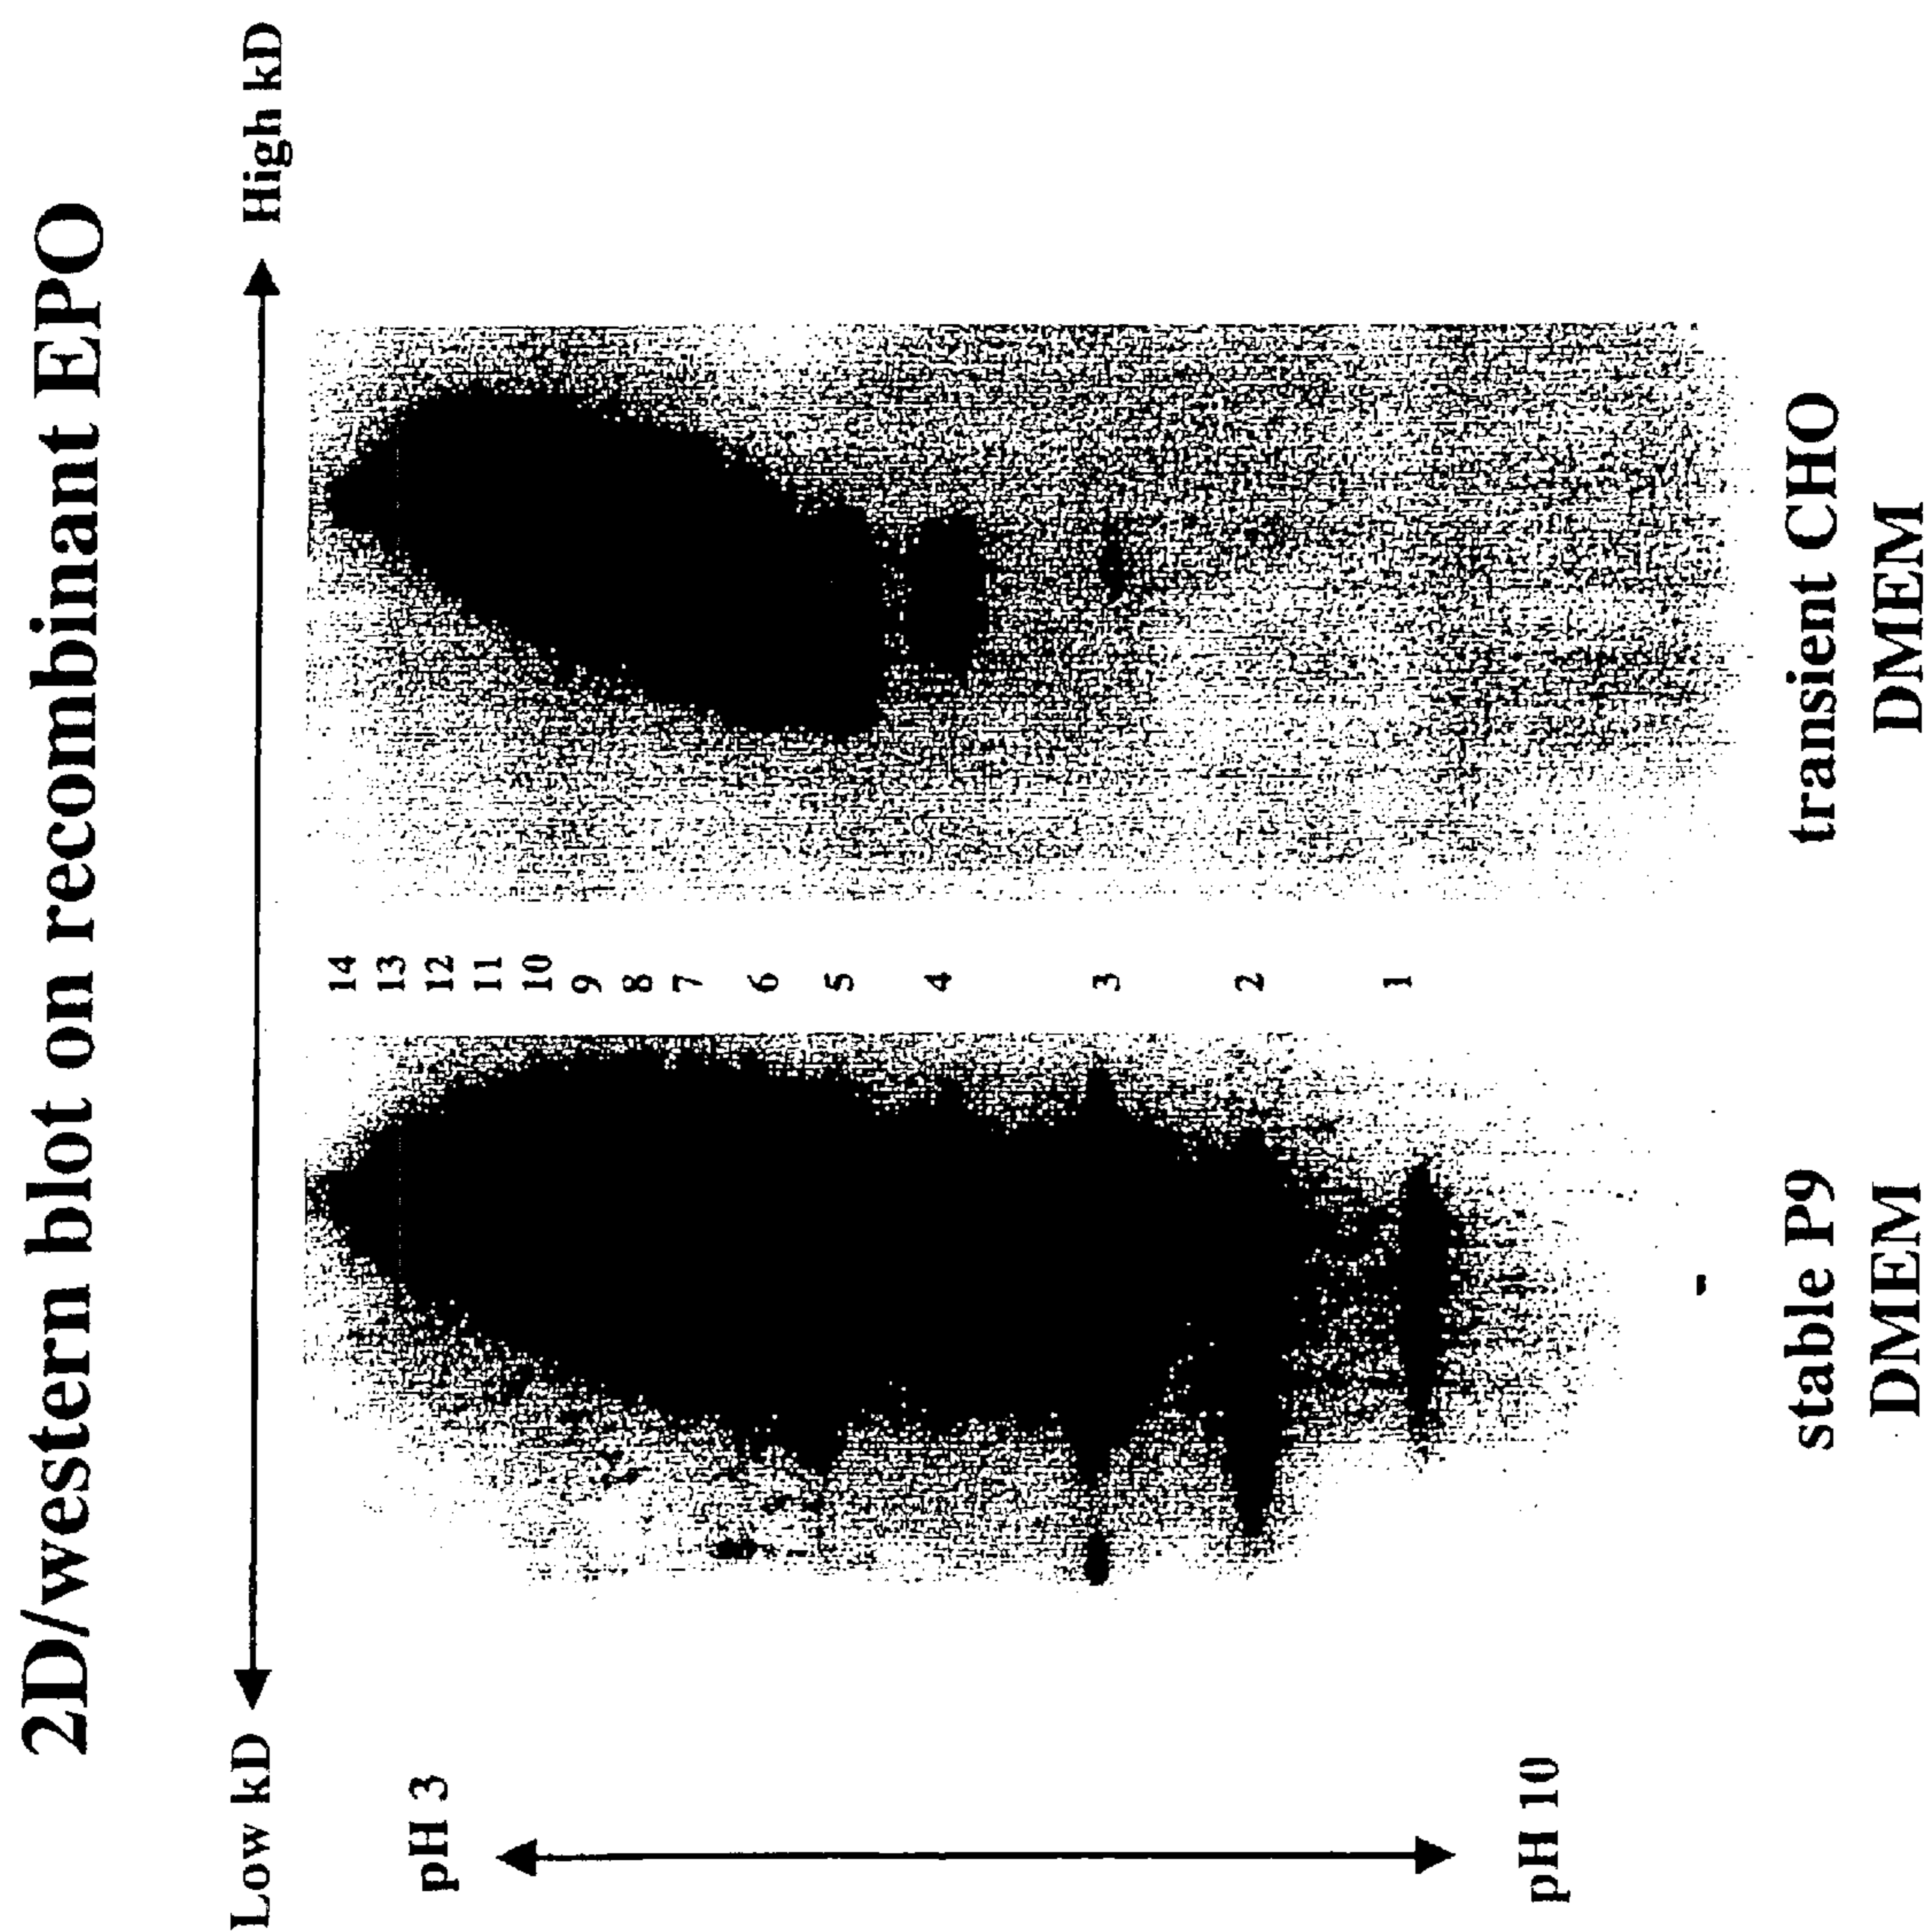 2D/western blot on recombinant EPO
Low kD High kD
pH 3
14
13
12
11
10
9
8
7
6
5
4
3
2
1
pH 10
stable P9
DMEM
transient CHO
DMEM